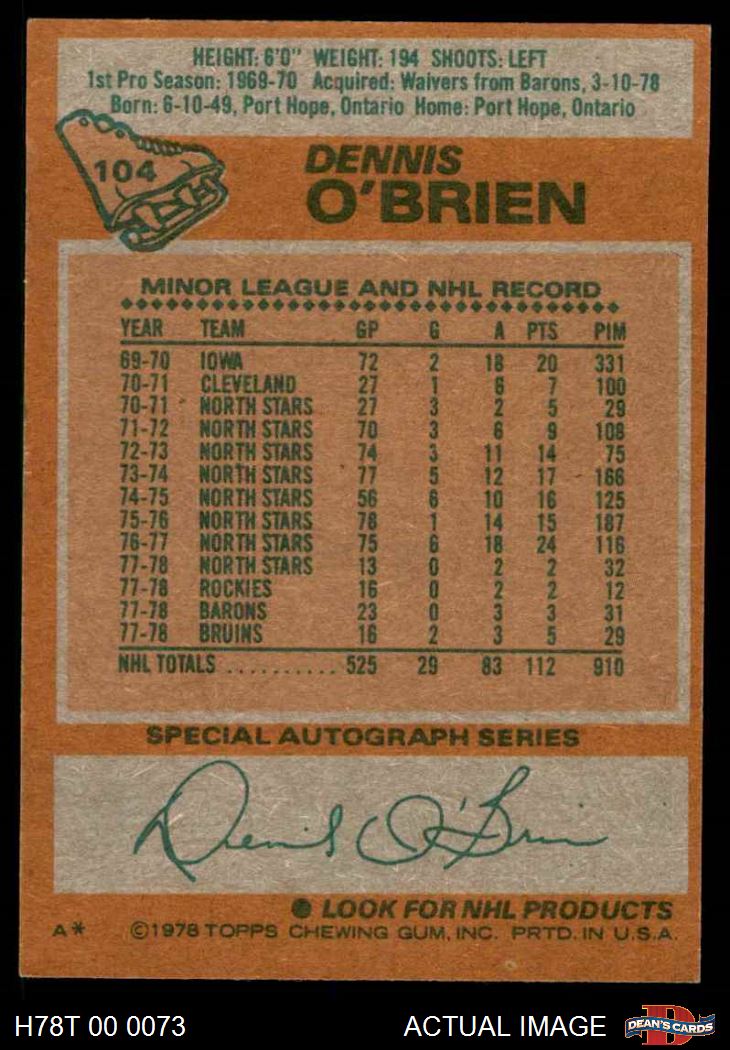 HEIGHT: 6'0" WEIGHT: 194 SHOOTS: LEFT
1st Pro Season: 1969-70 Acquired: Waivers from Barons, 3-10-78
Born: 6-10-49, Port Hope, Ontario Home: Port Hope, Ontario
104
DENNIS
O'BRIEN
MINOR LEAGUE AND NHL RECORD
YEAR TEAM GP G A PTS PIM
69-70 IOWA 72 2 18 20 331
70-71 CLEVELAND 27 1 6 7 100
70-71 NORTH STARS 27 3 2 5 29
71-72 NORTH STARS 70 3 6 9 108
72-73 NORTH STARS 74 3 11 14 75
73-74 NORTH STARS 77 5 12 17 166
74-75 NORTH STARS 56 6 10 16 125
75-76 NORTH STARS 78 1 14 15 187
76-77 NORTH STARS 75 6 18 24 116
77-78 NORTH STARS 13 0 2 2 32
77-78 ROCKIES 16 0 2 2 12
77-78 BARONS 23 0 3 3 31
77-78 BRUINS 16 2 3 5 29
NHL TOTALS .......... 525 29 83 112 910
SPECIAL AUTOGRAPH SERIES
Dennis O'Brien
● LOOK FOR NHL PRODUCTS
A* ©1978 TOPPS CHEWING GUM, INC. PRTD. IN U.S.A.
H78T 00 0073 ACTUAL IMAGE D DEAN'S CARDS